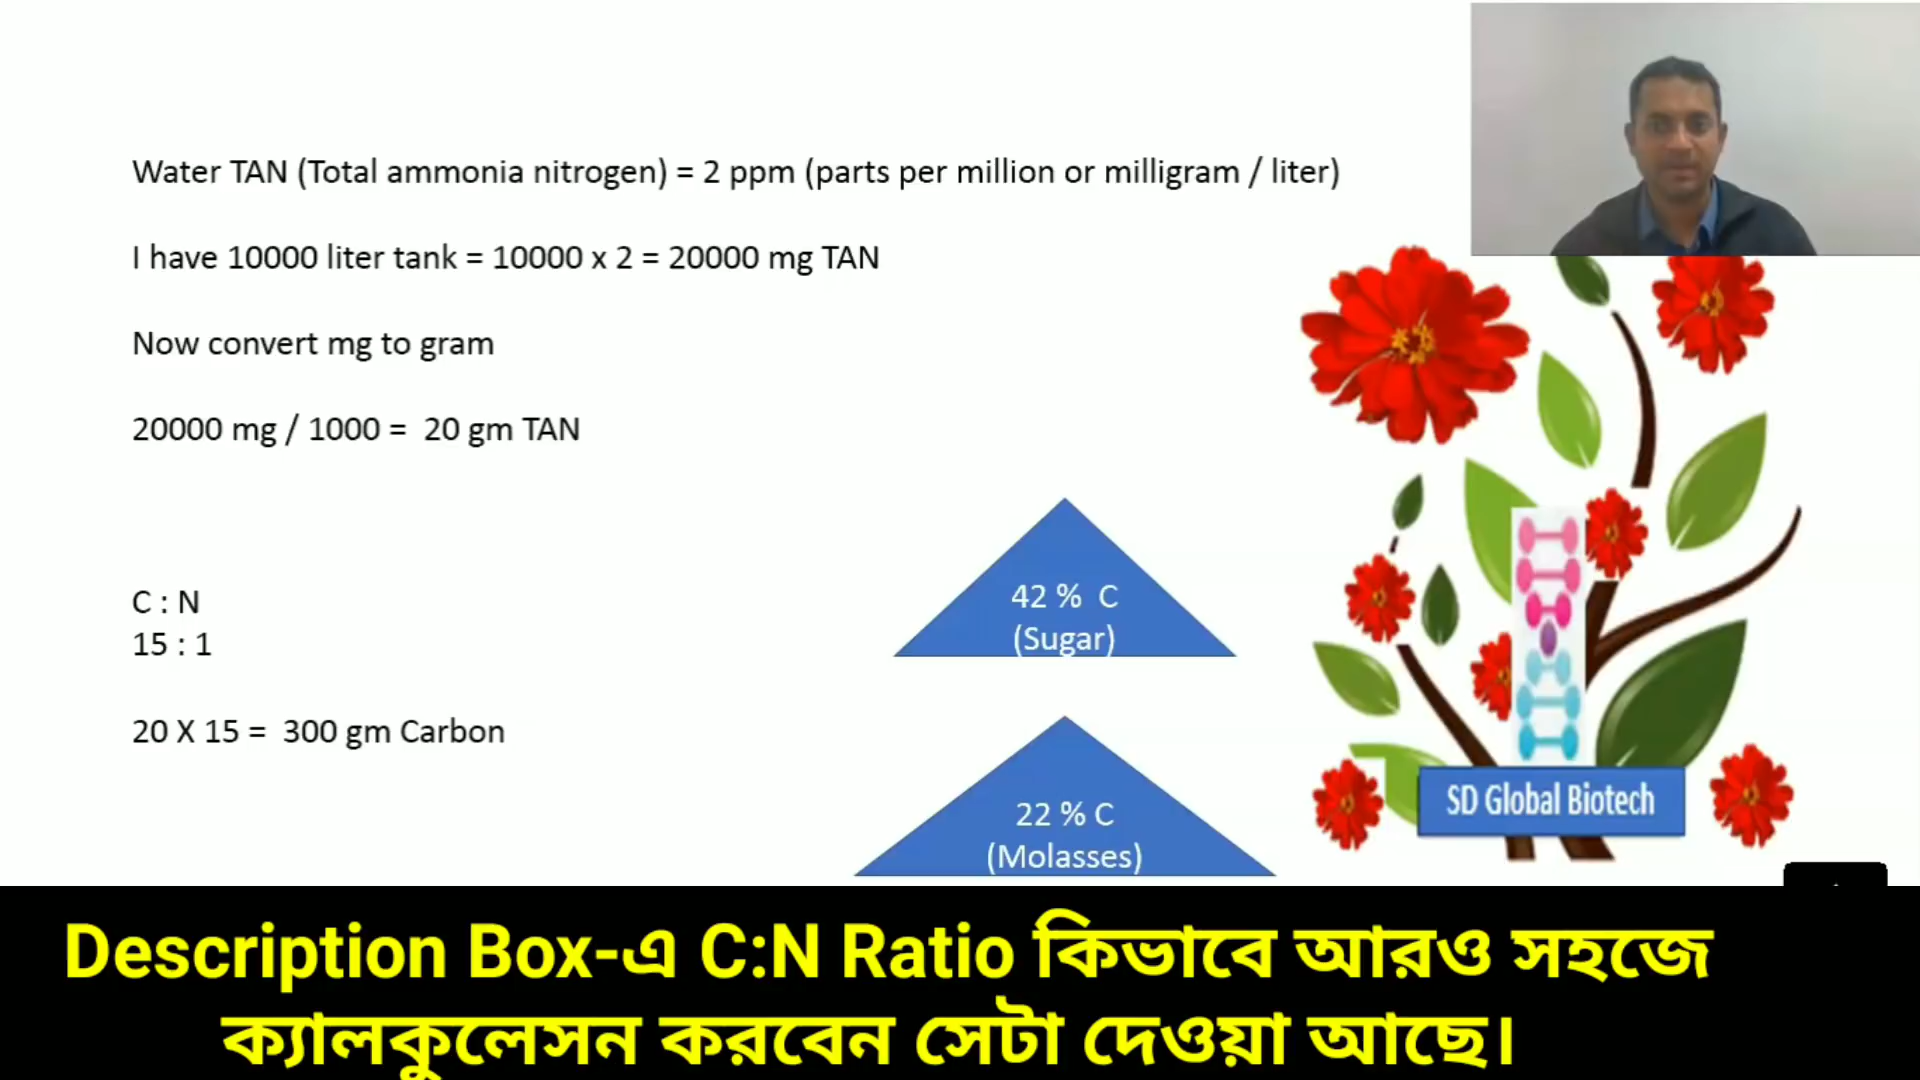 Water TAN (Total ammonia nitrogen) = 2 ppm (parts per million or milligram / liter)
I have 10000 liter tank = 10000 x 2 = 20000 mg TAN
Now convert mg to gram
20000 mg / 1000 =  20 gm TAN
C : N
15 : 1
20 X 15 =  300 gm Carbon
42 %  C
(Sugar)
22 % C
(Molasses)
SD Global Biotech
Description Box-এ C:N Ratio কিভাবে আরও সহজে
ক্যালকুলেসন করবেন সেটা দেওয়া আছে।